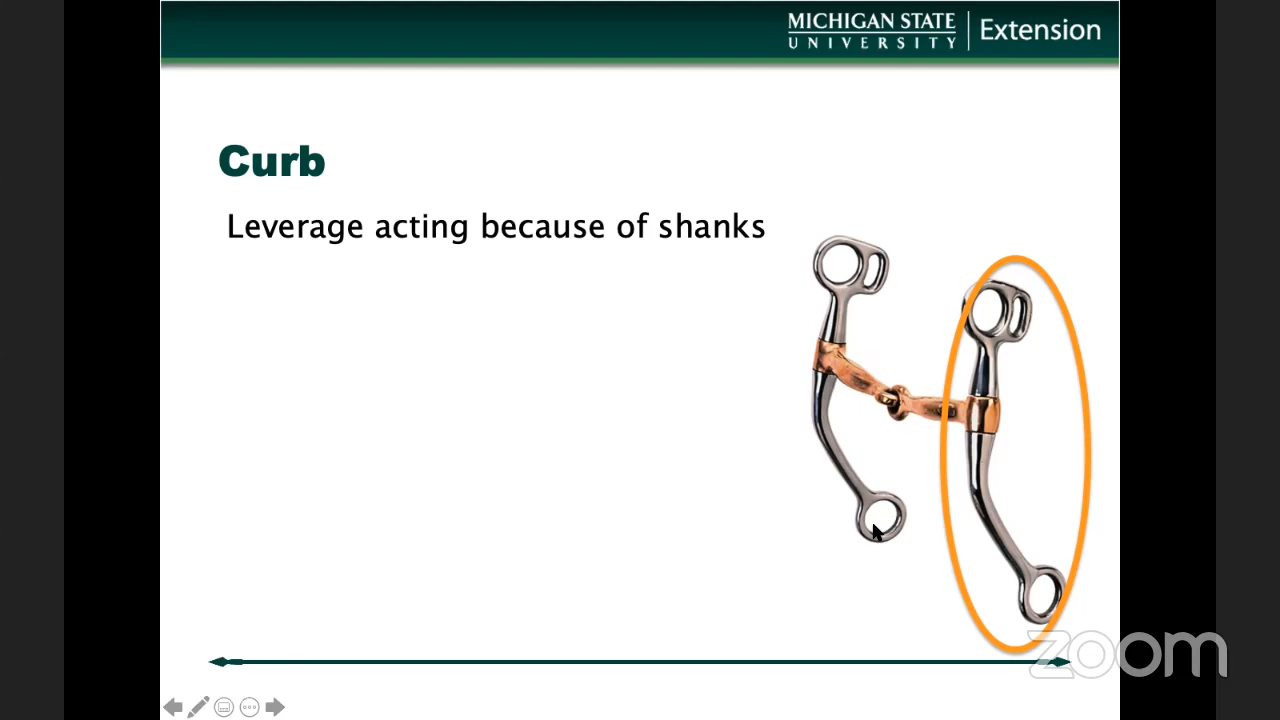 MICHIGAN STATE
UNIVERSITY
Extension
Curb
Leverage acting because of shanks
zoom